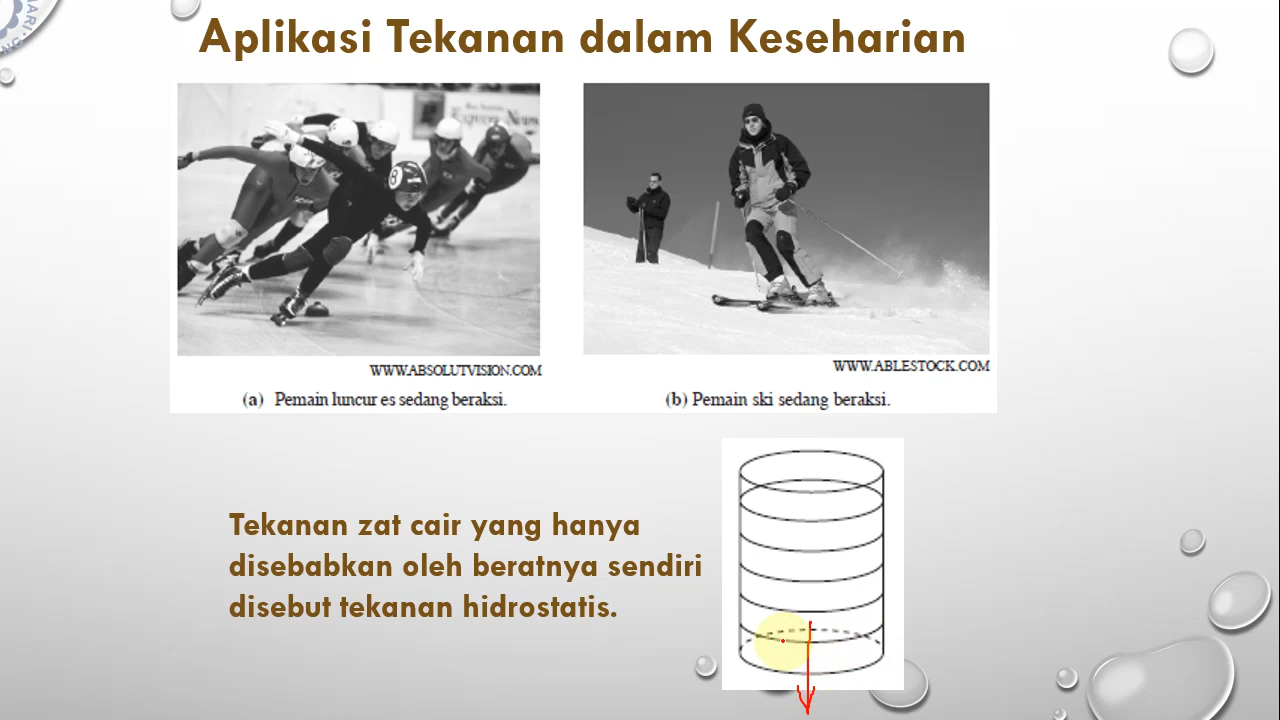 Aplikasi Tekanan dalam Keseharian
8
WWW.ABSOLUTVISION.COM
WWW.ABLESTOCK.COM
(a) Pemain luncur es sedang beraksi.
(b) Pemain ski sedang beraksi.
Tekanan zat cair yang hanya
disebabkan oleh beratnya sendiri
disebut tekanan hidrostatis.